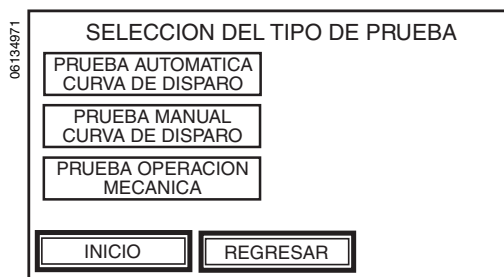 06134971
SELECCION DEL TIPO DE PRUEBA
PRUEBA AUTOMATICA
CURVA DE DISPARO
PRUEBA MANUAL
CURVA DE DISPARO
PRUEBA OPERACION
MECANICA
INICIO
REGRESAR